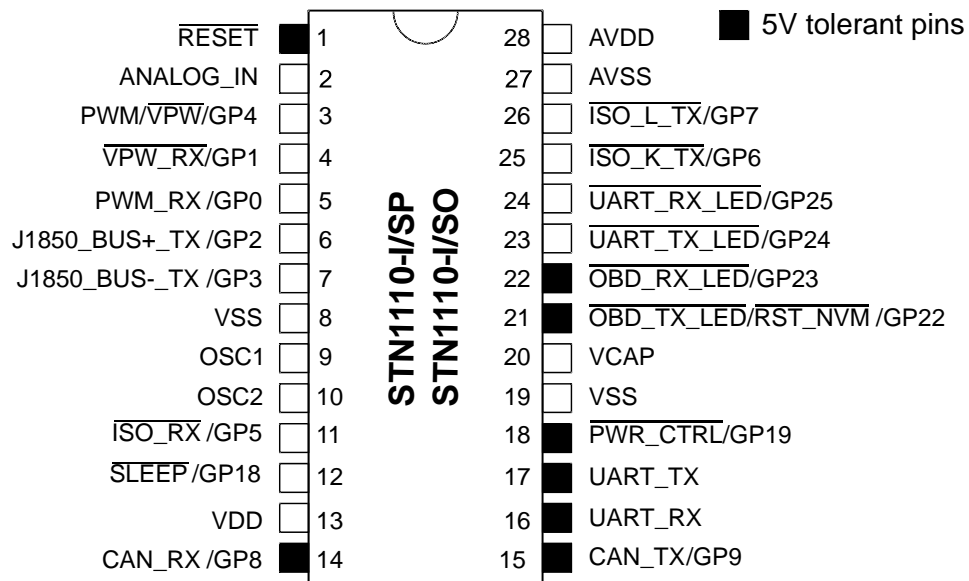 RESET 1 28 AVDD ■ 5V tolerant pins
ANALOG_IN 2 27 AVSS
PWM/VPW/GP4 3 26 ISO_L_TX/GP7
VPW_RX/GP1 4 25 ISO_K_TX/GP6
PWM_RX /GP0 5 24 UART_RX_LED/GP25
J1850_BUS+_TX /GP2 6 23 UART_TX_LED/GP24
J1850_BUS-_TX /GP3 7 22 OBD_RX_LED/GP23
VSS 8 21 OBD_TX_LED/RST_NVM /GP22
OSC1 9 20 VCAP
OSC2 10 19 VSS
ISO_RX /GP5 11 18 PWR_CTRL/GP19
SLEEP /GP18 12 17 UART_TX
VDD 13 16 UART_RX
CAN_RX /GP8 14 15 CAN_TX/GP9
STN1110-I/SP
STN1110-I/SO